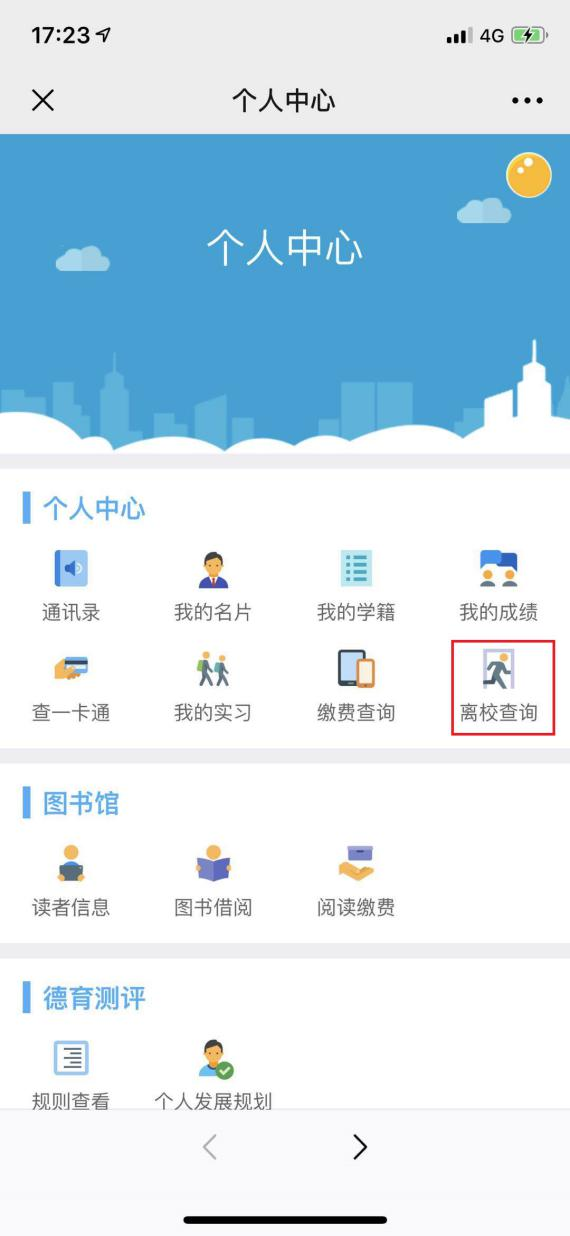 17:23 4G
个人中心
个人中心
个人中心
通讯录 我的名片 我的学籍 我的成绩
查一卡通 我的实习 缴费查询 离校查询
图书馆
读者信息 图书借阅 阅读缴费
德育测评
规则查看 个人发展规划